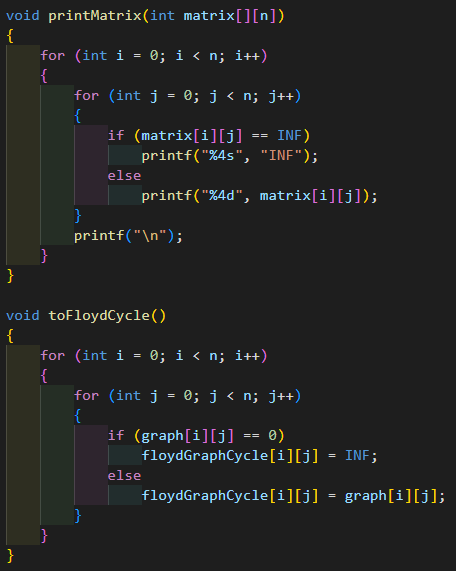 void printMatrix(int matrix[][n])
{
    for (int i = 0; i < n; i++)
    {
        for (int j = 0; j < n; j++)
        {
            if (matrix[i][j] == INF)
                printf("%4s", "INF");
            else
                printf("%4d", matrix[i][j]);
        }
        printf("\n");
    }
}

void toFloydCycle()
{
    for (int i = 0; i < n; i++)
    {
        for (int j = 0; j < n; j++)
        {
            if (graph[i][j] == 0)
                floydGraphCycle[i][j] = INF;
            else
                floydGraphCycle[i][j] = graph[i][j];
        }
    }
}